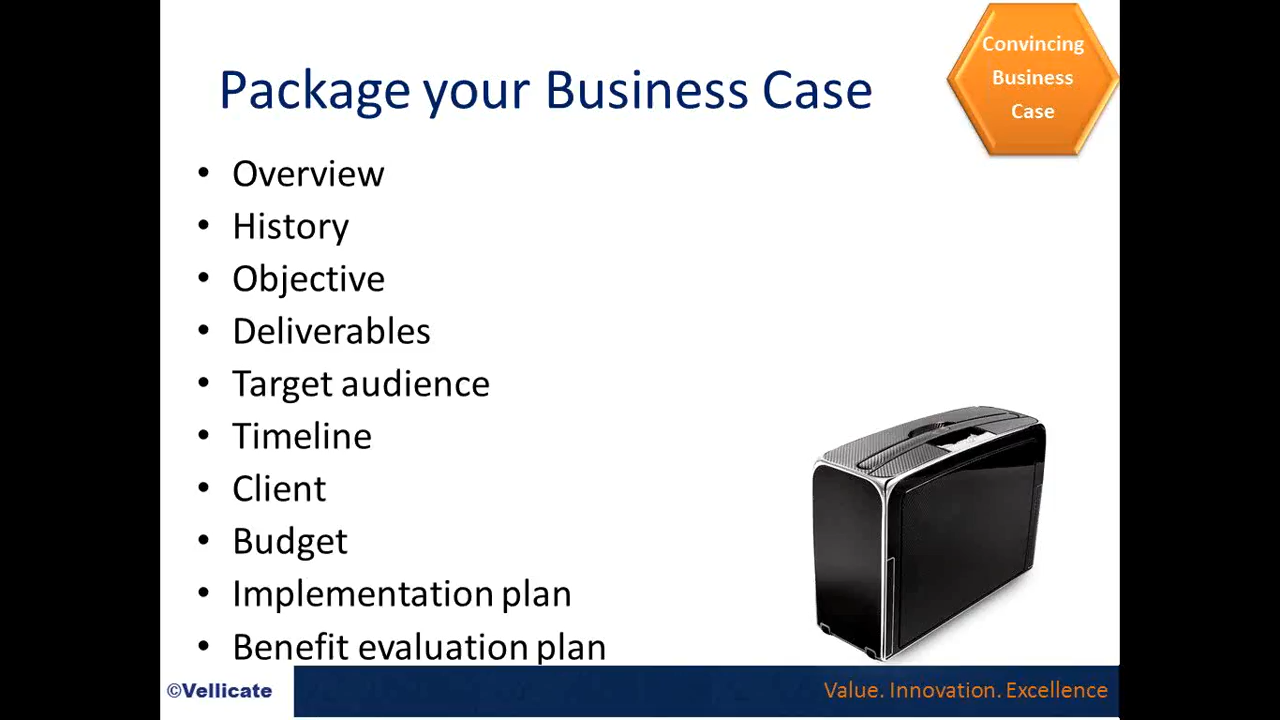 Convincing
Business
Case
Package your Business Case
• Overview
• History
• Objective
• Deliverables
• Target audience
• Timeline
• Client
• Budget
• Implementation plan
• Benefit evaluation plan
©Vellicate
Value. Innovation. Excellence